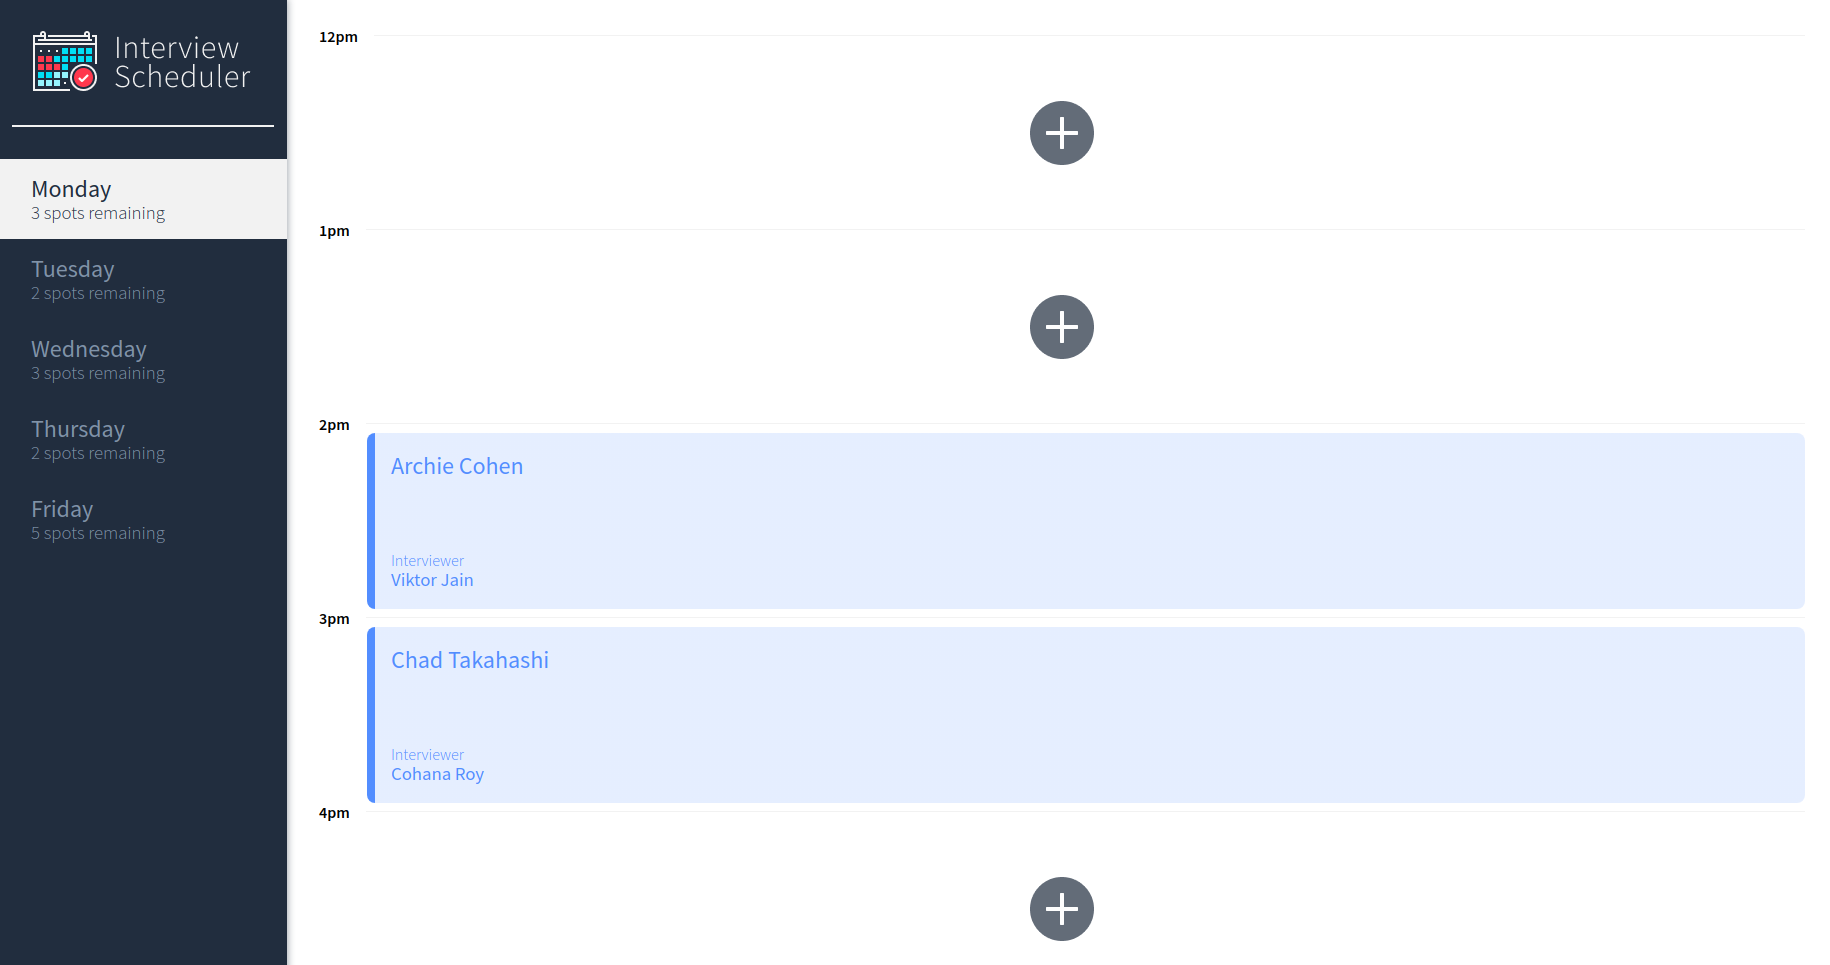 Interview
Scheduler
Monday
3 spots remaining
Tuesday
2 spots remaining
Wednesday
3 spots remaining
Thursday
2 spots remaining
Friday
5 spots remaining
12pm
1pm
2pm
Archie Cohen
Interviewer
Viktor Jain
3pm
Chad Takahashi
Interviewer
Cohana Roy
4pm